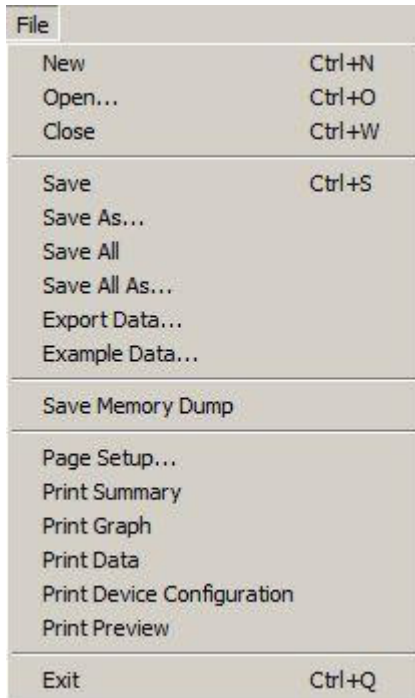 File
New Ctrl+N
Open... Ctrl+O
Close Ctrl+W
Save Ctrl+S
Save As...
Save All
Save All As...
Export Data...
Example Data...
Save Memory Dump
Page Setup...
Print Summary
Print Graph
Print Data
Print Device Configuration
Print Preview
Exit Ctrl+Q